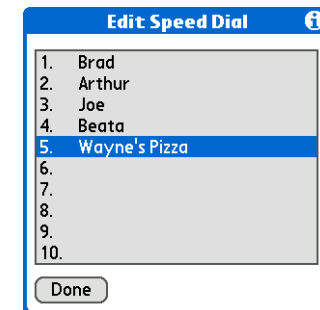 Edit Speed Dial i
1. Brad
2. Arthur
3. Joe
4. Beata
5. Wayne's Pizza
6.
7.
8.
9.
10.
Done